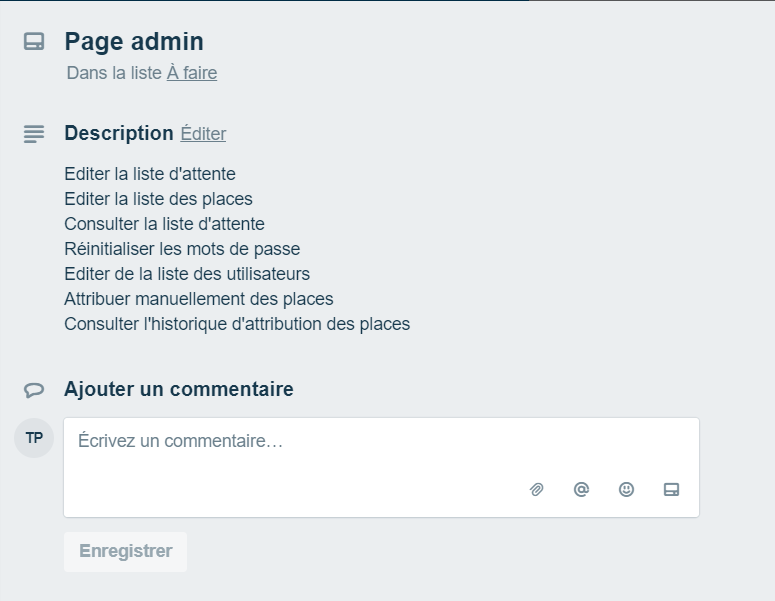 Page admin
Dans la liste À faire
Description Éditer
Editer la liste d'attente
Editer la liste des places
Consulter la liste d'attente
Réinitialiser les mots de passe
Editer de la liste des utilisateurs
Attribuer manuellement des places
Consulter l'historique d'attribution des places
Ajouter un commentaire
TP
Écrivez un commentaire…
Enregistrer